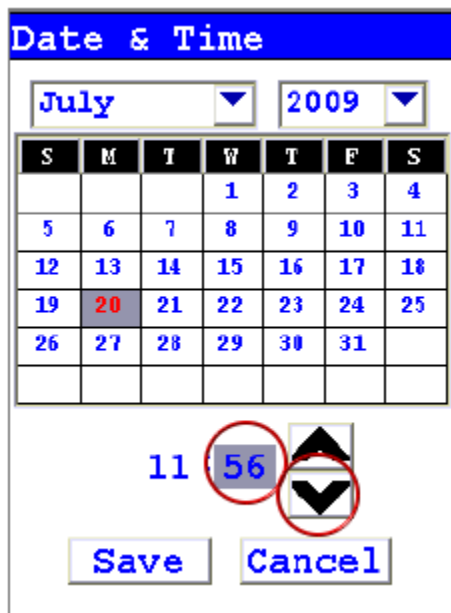 Date & Time
July 2009
S M T W T F S
1 2 3 4
5 6 7 8 9 10 11
12 13 14 15 16 17 18
19 20 21 22 23 24 25
26 27 28 29 30 31
11 : 56
Save Cancel